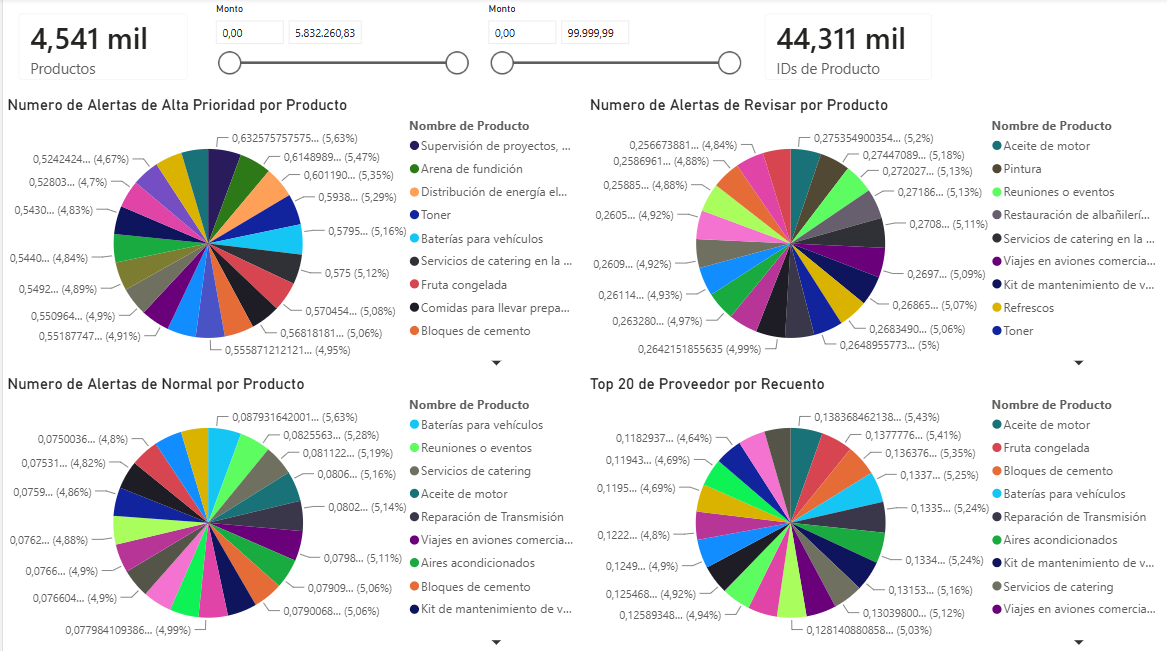 4,541 mil
Productos
Monto
0,00
5.832.260,83
Monto
0,00
99.999,99
44,311 mil
IDs de Producto
Numero de Alertas de Alta Prioridad por Producto
0,632575757575... (5,63%)
0,6148989... (5,47%)
0,601190... (5,35%)
0,5938... (5,29%)
0,5795... (5,16%)
0,575 (5,12%)
0,570454... (5,08%)
0,56818181... (5,06%)
0,555871212121... (4,95%)
0,55187747... (4,91%)
0,550964... (4,9%)
0,5492... (4,89%)
0,5440... (4,84%)
0,5430... (4,83%)
0,52803... (4,7%)
0,5242424... (4,67%)
Nombre de Producto
Supervisión de proyectos, ...
Arena de fundición
Distribución de energía el...
Toner
Baterías para vehículos
Servicios de catering en la ...
Fruta congelada
Comidas para llevar prepa...
Bloques de cemento
Numero de Alertas de Revisar por Producto
0,275354900354... (5,2%)
0,27447089... (5,18%)
0,272027... (5,13%)
0,27186... (5,13%)
0,2708... (5,11%)
0,2697... (5,09%)
0,26865... (5,07%)
0,2683490... (5,06%)
0,2648955773... (5%)
0,2642151855635 (4,99%)
0,263280... (4,97%)
0,26114... (4,93%)
0,2609... (4,92%)
0,2605... (4,92%)
0,25885... (4,88%)
0,2586961... (4,88%)
0,256673881... (4,84%)
Nombre de Producto
Aceite de motor
Pintura
Reuniones o eventos
Restauración de albañilerí...
Servicios de catering en la ...
Viajes en aviones comercia...
Kit de mantenimiento de v...
Refrescos
Toner
Numero de Alertas de Normal por Producto
0,087931642001... (5,63%)
0,0825563... (5,28%)
0,081122... (5,19%)
0,0806... (5,16%)
0,0802... (5,14%)
0,0798... (5,11%)
0,07909... (5,06%)
0,0790068... (5,06%)
0,077984109386... (4,99%)
0,076604... (4,9%)
0,0766... (4,9%)
0,0762... (4,88%)
0,0759... (4,86%)
0,07531... (4,82%)
0,0750036... (4,8%)
Nombre de Producto
Baterías para vehículos
Reuniones o eventos
Servicios de catering
Aceite de motor
Reparación de Transmisión
Viajes en aviones comercia...
Aires acondicionados
Bloques de cemento
Kit de mantenimiento de v...
Top 20 de Proveedor por Recuento
0,138368462138... (5,43%)
0,1377776... (5,41%)
0,136376... (5,35%)
0,1337... (5,25%)
0,1335... (5,24%)
0,1334... (5,24%)
0,13153... (5,16%)
0,13039800... (5,12%)
0,128140880858... (5,03%)
0,12589348... (4,94%)
0,125468... (4,92%)
0,1249... (4,9%)
0,1222... (4,8%)
0,1195... (4,69%)
0,11943... (4,69%)
0,1182937... (4,64%)
Nombre de Producto
Aceite de motor
Fruta congelada
Bloques de cemento
Baterías para vehículos
Reparación de Transmisión
Aires acondicionados
Kit de mantenimiento de v...
Servicios de catering
Viajes en aviones comercia...